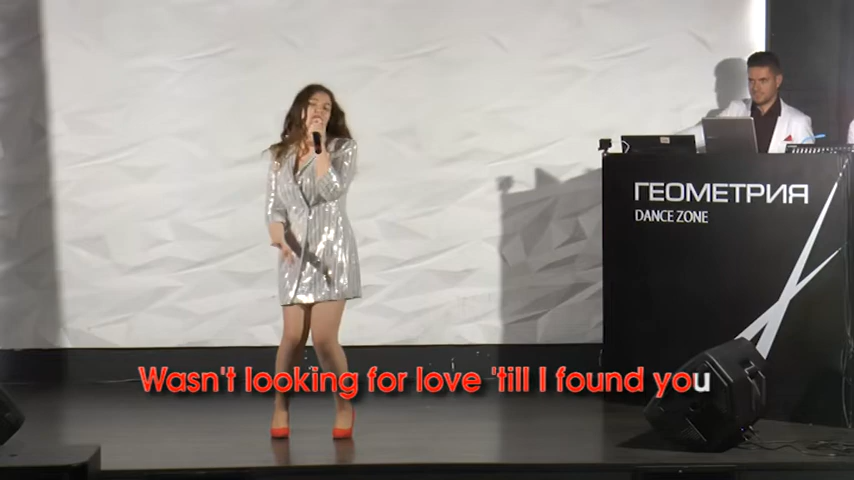 ГЕОМЕТРИЯ
DANCE ZONE
Wasn't looking for love 'till I found you